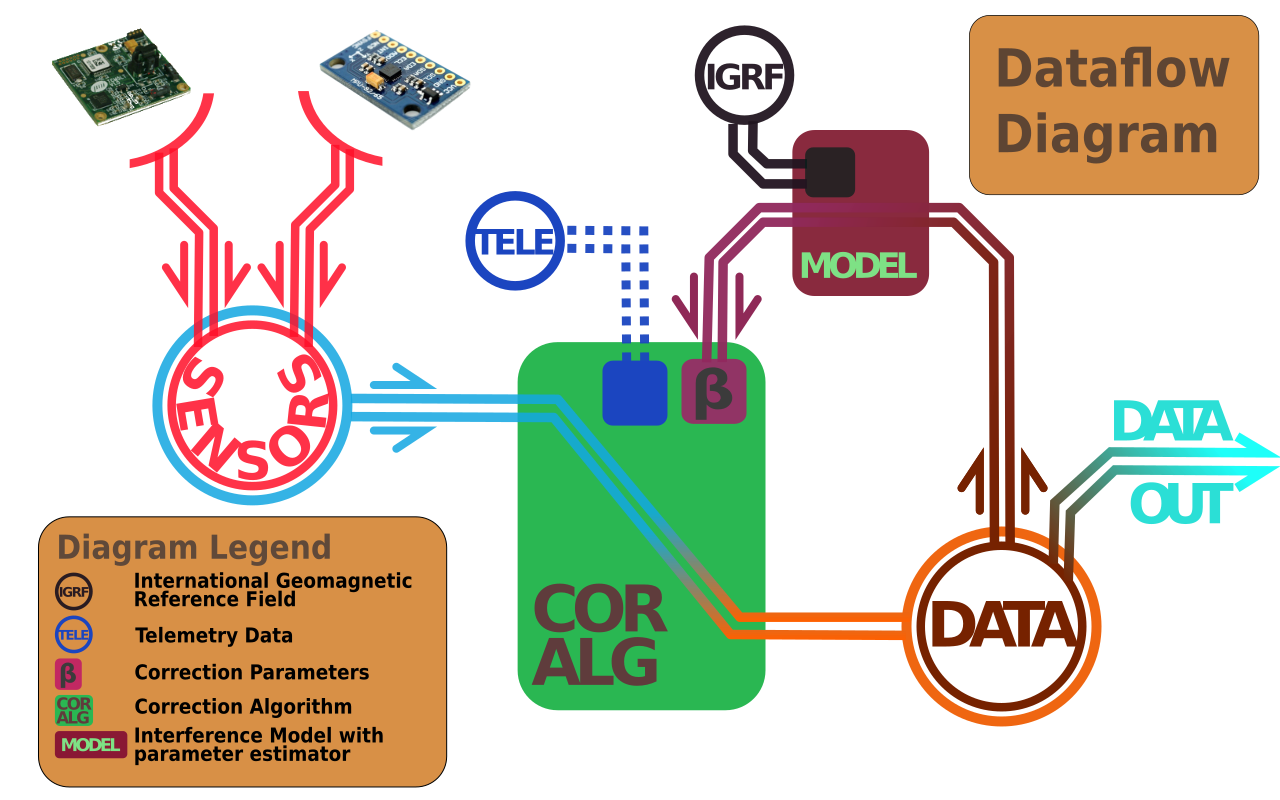 Dataflow
Diagram
IGRF
TELE
MODEL
β
SENSORS
COR
ALG
DATA
DATA
OUT
Diagram Legend
IGRF
International Geomagnetic
Reference Field
TELE
Telemetry Data
β
Correction Parameters
COR
ALG
Correction Algorithm
MODEL
Interference Model with
parameter estimator